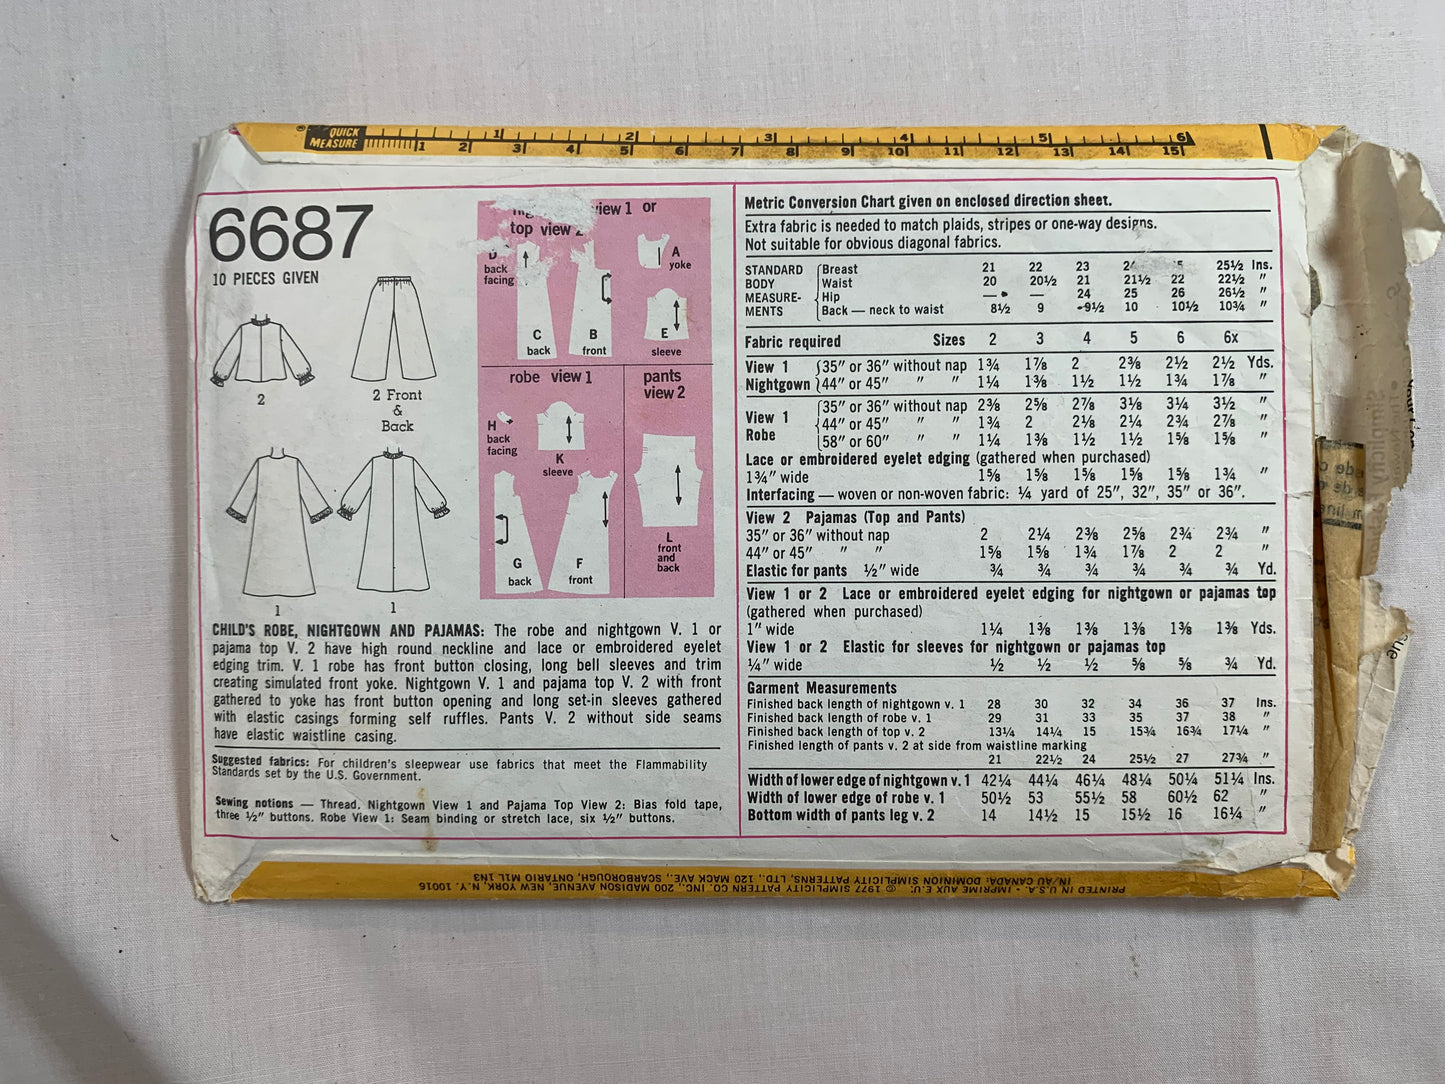 QUICK
MEASURE
1 2 3 4 5 6
1 2 3 4 5 6 7 8 9 10 11 12 13 14 15
6687
10 PIECES GIVEN
2
2 Front
&
Back
1
1
view 1 or
top view 2
D
back
facing
A
yoke
C
back
B
front
E
sleeve
robe view 1
H
back
facing
K
sleeve
G
back
F
front
pants
view 2
L
front
and
back
CHILD'S ROBE, NIGHTGOWN AND PAJAMAS: The robe and nightgown V. 1 or
pajama top V. 2 have high round neckline and lace or embroidered eyelet
edging trim. V. 1 robe has front button closing, long bell sleeves and trim
creating simulated front yoke. Nightgown V. 1 and pajama top V. 2 with front
gathered to yoke has front button opening and long set-in sleeves gathered
with elastic casings forming self ruffles. Pants V. 2 without side seams
have elastic waistline casing.
Suggested fabrics: For children's sleepwear use fabrics that meet the Flammability
Standards set by the U.S. Government.
Sewing notions — Thread. Nightgown View 1 and Pajama Top View 2: Bias fold tape,
three ½" buttons. Robe View 1: Seam binding or stretch lace, six ½" buttons.
Metric Conversion Chart given on enclosed direction sheet.
Extra fabric is needed to match plaids, stripes or one-way designs.
Not suitable for obvious diagonal fabrics.
STANDARD Breast 21 22 23 25½ Ins.
BODY Waist 20 20½ 21 21½ 22 22½ "
MEASURE- Hip — — 24 25 26 26½ "
MENTS Back — neck to waist 8½ 9 9½ 10 10½ 10¾ "
Fabric required Sizes 2 3 4 5 6 6x
View 1 35" or 36" without nap 1¾ 1⅞ 2 2⅜ 2½ 2½ Yds.
Nightgown 44" or 45" " " 1¼ 1⅜ 1½ 1½ 1¾ 1⅞ "
View 1 35" or 36" without nap 2⅜ 2⅝ 2⅞ 3⅛ 3¼ 3½ "
Robe 44" or 45" " " 1¾ 2 2⅛ 2¼ 2¾ 2⅞ "
58" or 60" " " 1¼ 1⅜ 1½ 1½ 1⅝ 1⅝ "
Lace or embroidered eyelet edging (gathered when purchased)
1¾" wide 1⅝ 1⅝ 1⅝ 1⅝ 1⅝ 1¾ "
Interfacing — woven or non-woven fabric: ¼ yard of 25", 32", 35" or 36".
View 2 Pajamas (Top and Pants)
35" or 36" without nap 2 2¼ 2⅜ 2⅝ 2¾ 2¾ "
44" or 45" " " 1⅝ 1⅝ 1¾ 1⅞ 2 2 "
Elastic for pants ½" wide ¾ ¾ ¾ ¾ ¾ ¾ Yd.
View 1 or 2 Lace or embroidered eyelet edging for nightgown or pajamas top
(gathered when purchased)
1" wide 1¼ 1⅜ 1⅜ 1⅜ 1⅜ 1⅜ Yds.
View 1 or 2 Elastic for sleeves for nightgown or pajamas top
¼" wide ½ ½ ½ ⅝ ⅝ ¾ Yd.
Garment Measurements
Finished back length of nightgown v. 1 28 30 32 34 36 37 Ins.
Finished back length of robe v. 1 29 31 33 35 37 38 "
Finished back length of top v. 2 13¼ 14¼ 15 15¾ 16¾ 17¼ "
Finished length of pants v. 2 at side from waistline marking
21 22½ 24 25½ 27 27¾ "
Width of lower edge of nightgown v. 1 42¼ 44¼ 46¼ 48¼ 50¼ 51¼ Ins.
Width of lower edge of robe v. 1 50½ 53 55½ 58 60½ 62 "
Bottom width of pants leg v. 2 14 14½ 15 15½ 16 16¼ "
PRINTED IN U.S.A. - IMPRIME AUX E.U. © 1977 SIMPLICITY PATTERN CO. INC., 200 MADISON AVENUE, NEW YORK, N.Y. 10016
IN/AU CANADA: DOMINION SIMPLICITY PATTERNS, LTD., 120 MACK AVE., SCARBOROUGH, ONTARIO M1L 1N3